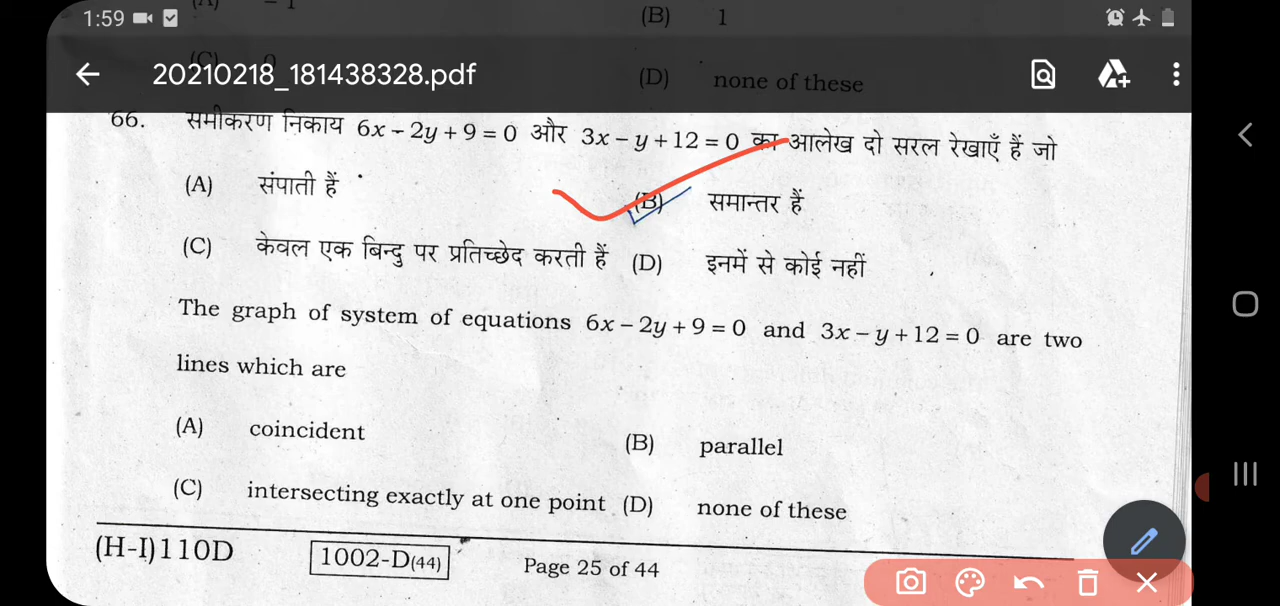 1:59
(A) – 1 (B) 1
20210218_181438328.pdf
(C) 0 (D) none of these
66. समीकरण निकाय 6x – 2y + 9 = 0 और 3x – y + 12 = 0 का आलेख दो सरल रेखाएँ हैं जो
(A) संपाती हैं (B) समान्तर हैं
(C) केवल एक बिन्दु पर प्रतिच्छेद करती हैं (D) इनमें से कोई नहीं
The graph of system of equations 6x – 2y + 9 = 0 and 3x – y + 12 = 0 are two
lines which are
(A) coincident (B) parallel
(C) intersecting exactly at one point (D) none of these
(H-I)110D 1002-D(44) Page 25 of 44